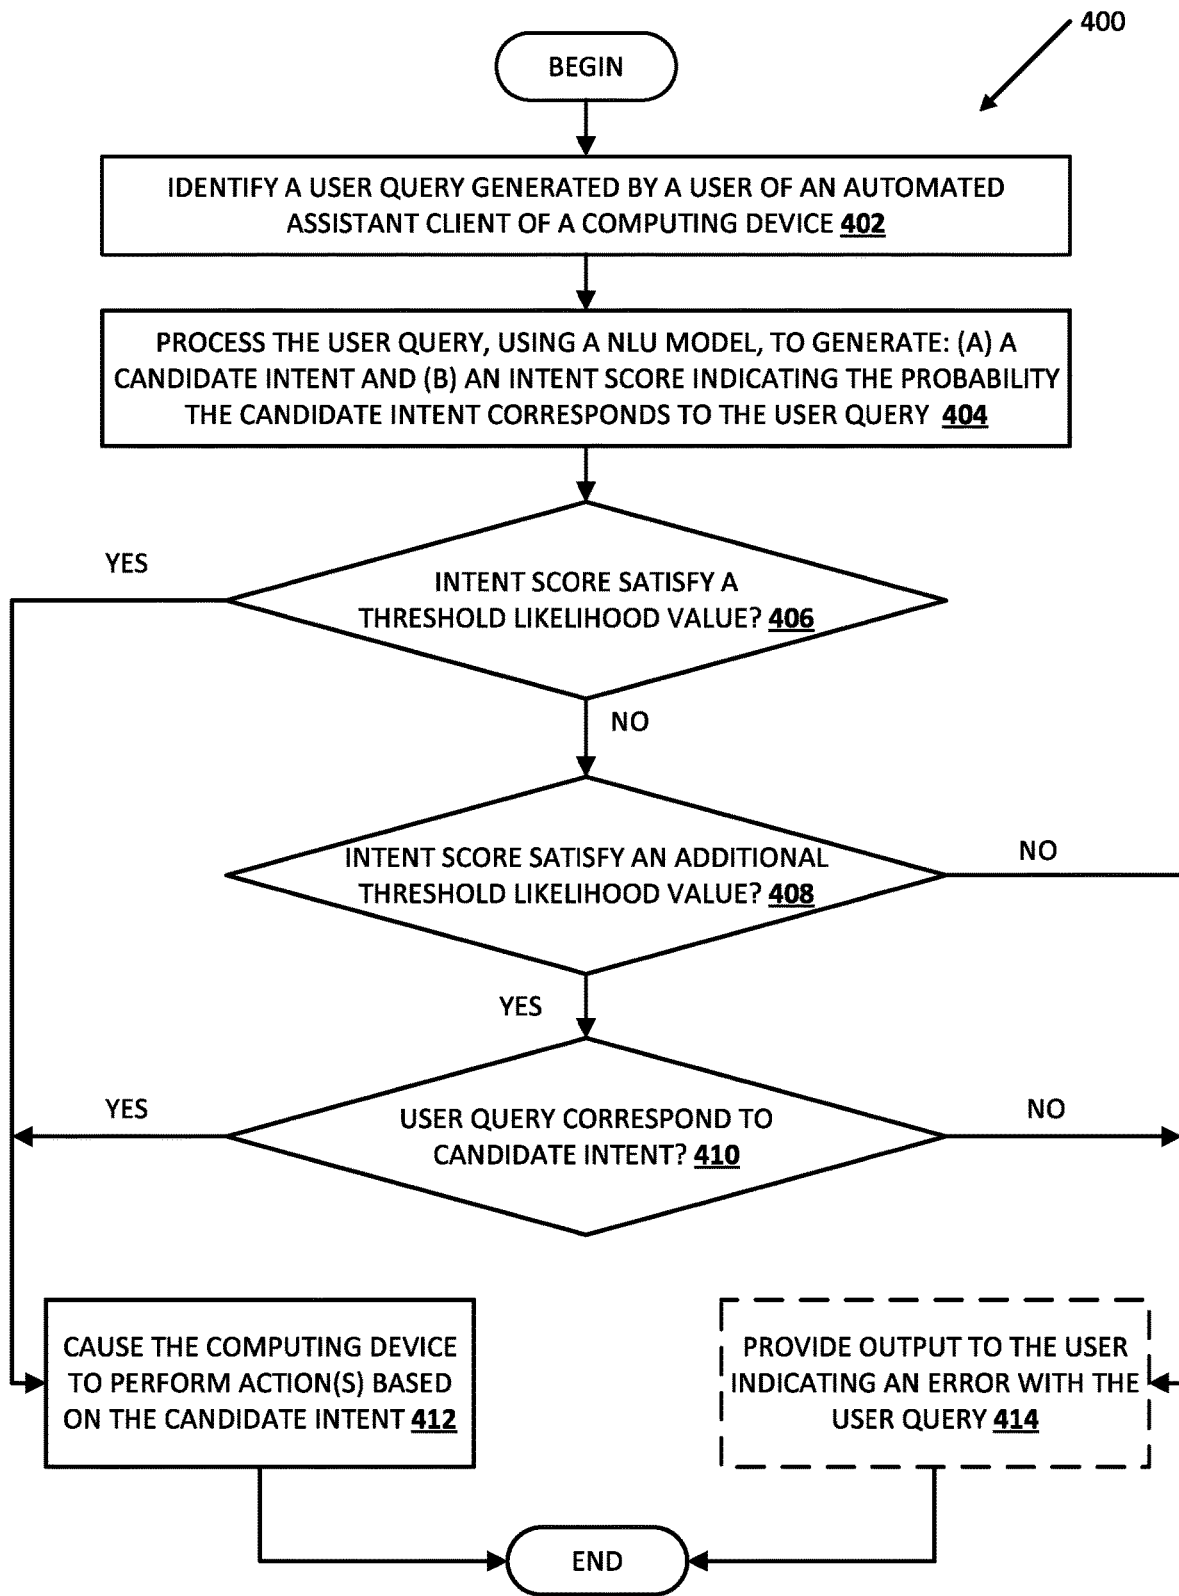 400
BEGIN
IDENTIFY A USER QUERY GENERATED BY A USER OF AN AUTOMATED
ASSISTANT CLIENT OF A COMPUTING DEVICE 402
PROCESS THE USER QUERY, USING A NLU MODEL, TO GENERATE: (A) A
CANDIDATE INTENT AND (B) AN INTENT SCORE INDICATING THE PROBABILITY
THE CANDIDATE INTENT CORRESPONDS TO THE USER QUERY 404
YES
INTENT SCORE SATISFY A
THRESHOLD LIKELIHOOD VALUE? 406
NO
INTENT SCORE SATISFY AN ADDITIONAL
THRESHOLD LIKELIHOOD VALUE? 408
NO
YES
YES
USER QUERY CORRESPOND TO
CANDIDATE INTENT? 410
NO
CAUSE THE COMPUTING DEVICE
TO PERFORM ACTION(S) BASED
ON THE CANDIDATE INTENT 412
PROVIDE OUTPUT TO THE USER
INDICATING AN ERROR WITH THE
USER QUERY 414
END